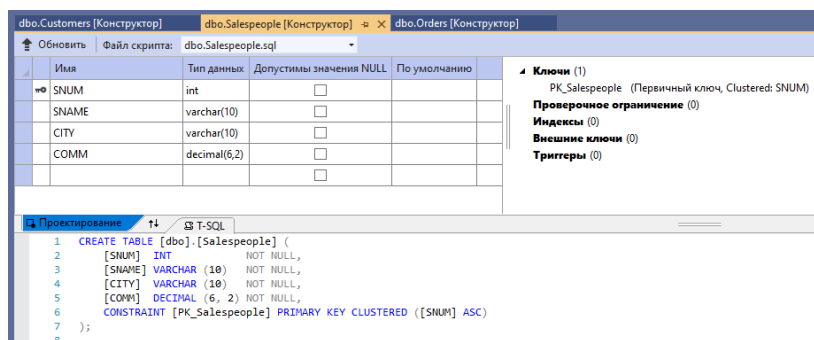 dbo.Customers [Конструктор] dbo.Salespeople [Конструктор] dbo.Orders [Конструктор]
Обновить Файл скрипта: dbo.Salespeople.sql
Имя Тип данных Допустимы значения NULL По умолчанию
SNUM int
SNAME varchar(10)
CITY varchar(10)
COMM decimal(6,2)
Ключи (1)
PK_Salespeople (Первичный ключ, Clustered: SNUM)
Проверочное ограничение (0)
Индексы (0)
Внешние ключи (0)
Триггеры (0)
Проектирование T-SQL
1 CREATE TABLE [dbo].[Salespeople] (
2 [SNUM] INT NOT NULL,
3 [SNAME] VARCHAR (10) NOT NULL,
4 [CITY] VARCHAR (10) NOT NULL,
5 [COMM] DECIMAL (6, 2) NOT NULL,
6 CONSTRAINT [PK_Salespeople] PRIMARY KEY CLUSTERED ([SNUM] ASC)
7 );